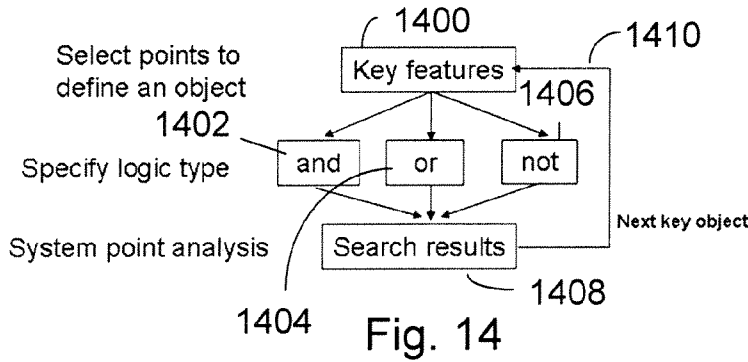 1400
1410
Select points to
define an object
Key features
1402
1406
Specify logic type
and
or
not
Next key object
System point analysis
Search results
1404
1408
Fig. 14